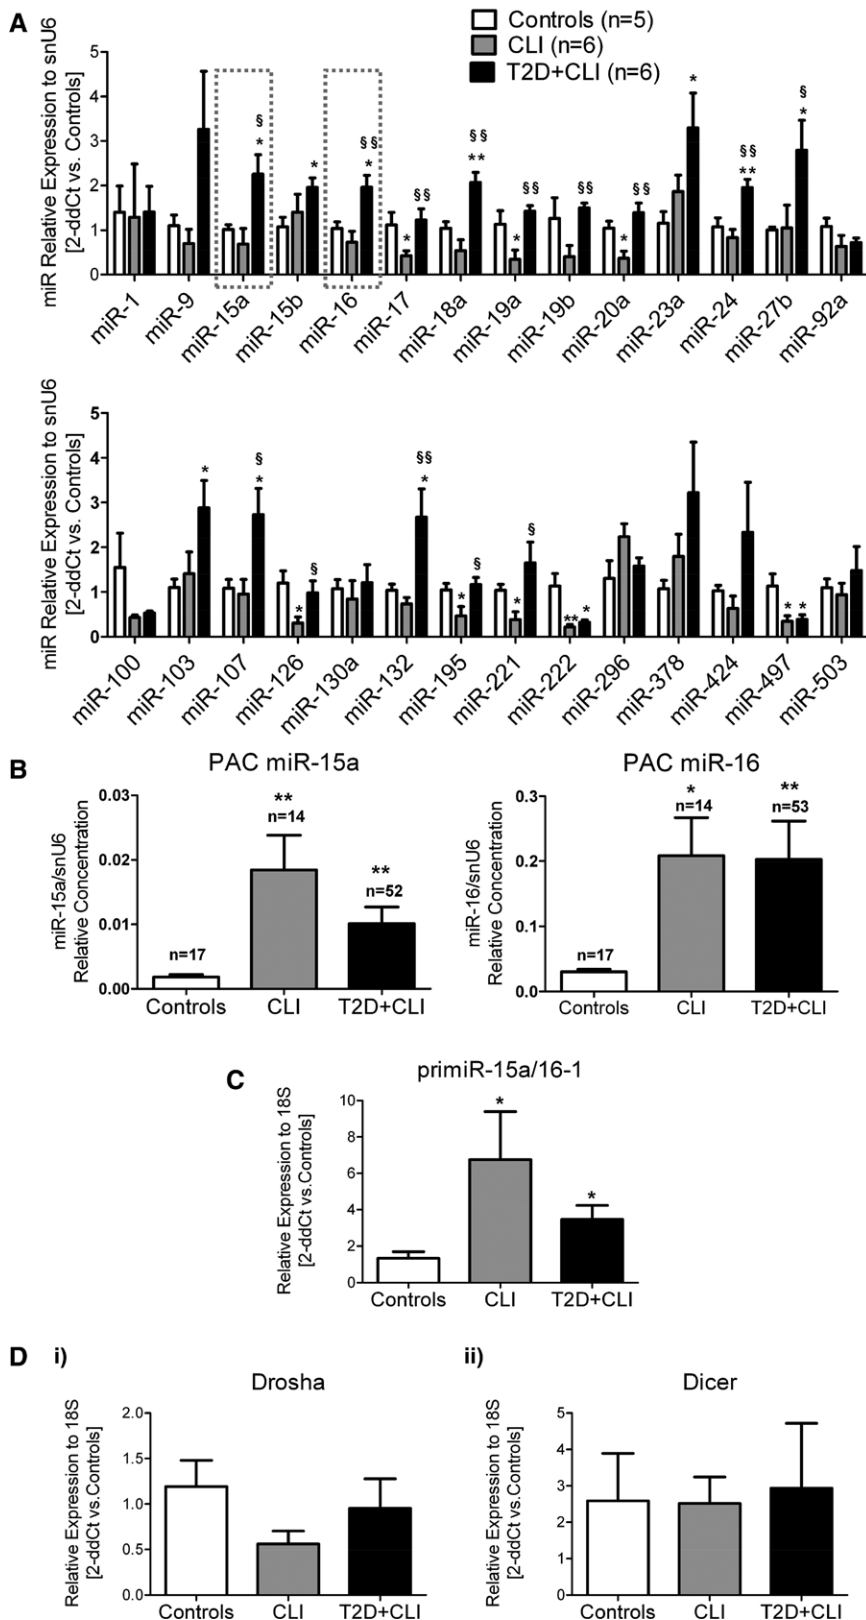 A
Controls (n=5)
CLI (n=6)
T2D+CLI (n=6)
miR Relative Expression to snU6
[2-ddCt vs. Controls]
5
4
3
2
1
0
§
*
*
§§
*
*
§§
§§
**
*
§§
§§
*
§§
*
§§
**
§
*
miR-1
miR-9
miR-15a
miR-15b
miR-16
miR-17
miR-18a
miR-19a
miR-19b
miR-20a
miR-23a
miR-24
miR-27b
miR-92a
miR Relative Expression to snU6
[2-ddCt vs. Controls]
5
4
3
2
1
0
*
§
*
*
§
§§
*
*
§
*
§
**
*
*
*
miR-100
miR-103
miR-107
miR-126
miR-130a
miR-132
miR-195
miR-221
miR-222
miR-296
miR-378
miR-424
miR-497
miR-503
B
PAC miR-15a
miR-15a/snU6
Relative Concentration
0.03
0.02
0.01
0.00
n=17
**
n=14
**
n=52
Controls
CLI
T2D+CLI
PAC miR-16
miR-16/snU6
Relative Concentration
0.3
0.2
0.1
0.0
n=17
*
n=14
**
n=53
Controls
CLI
T2D+CLI
C
primiR-15a/16-1
Relative Expression to 18S
[2-ddCt vs.Controls]
10
8
6
4
2
0
*
*
Controls
CLI
T2D+CLI
D
i)
Drosha
Relative Expression to 18S
[2-ddCt vs.Controls]
2.0
1.5
1.0
0.5
0.0
Controls
CLI
T2D+CLI
ii)
Dicer
Relative Expression to 18S
[2-ddCt vs.Controls]
5
4
3
2
1
0
Controls
CLI
T2D+CLI